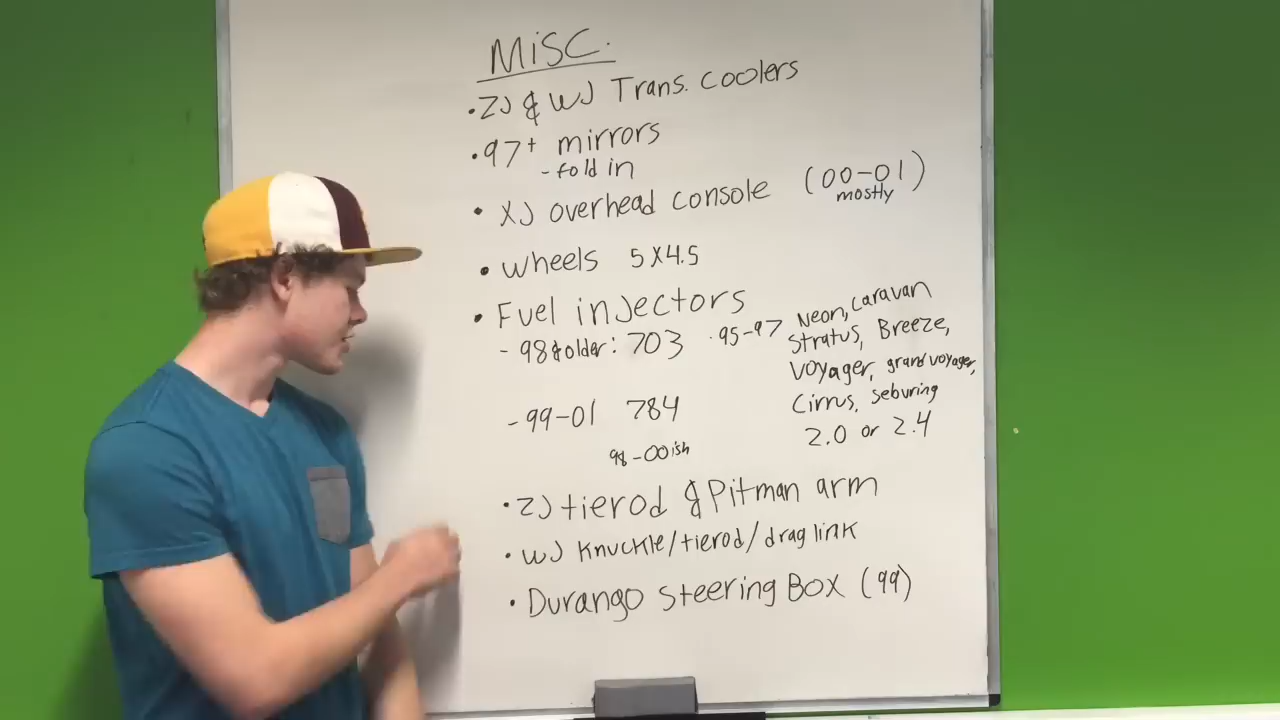 MISC.
• ZJ & WJ Trans. coolers
• 97+ mirrors
- fold in
• XJ overhead console (00-01)
mostly
• wheels 5x4.5
• Fuel injectors
- 98 & older: 703 • 95-97 Neon, Caravan
Stratus, Breeze,
Voyager, grand voyager,
Cirrus, seburing
2.0 or 2.4
- 99-01 784
98-00ish
• ZJ tierod & Pitman arm
• WJ Knuckle/tierod/drag link
• Durango steering Box (99)